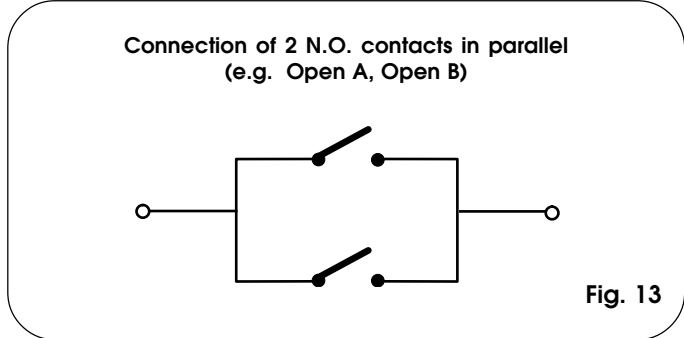 Connection of 2 N.O. contacts in parallel
(e.g. Open A, Open B)
Fig. 13